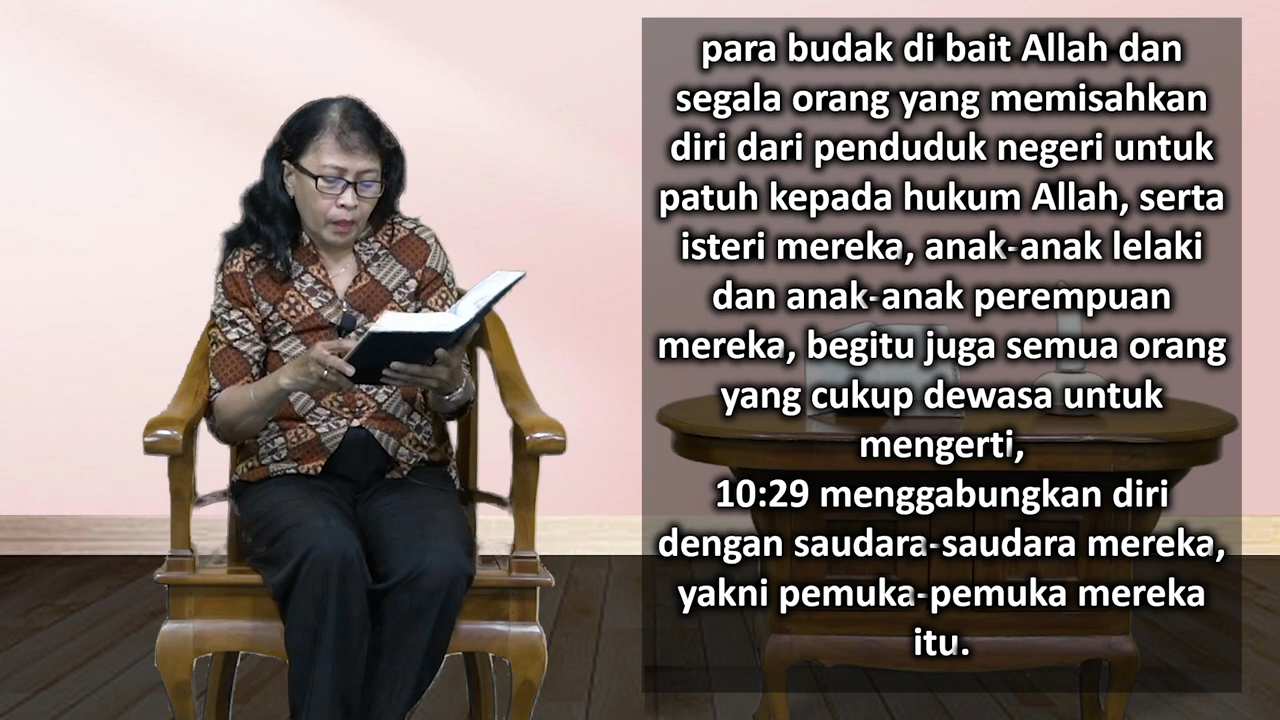 para budak di bait Allah dan
segala orang yang memisahkan
diri dari penduduk negeri untuk
patuh kepada hukum Allah, serta
isteri mereka, anak-anak lelaki
dan anak-anak perempuan
mereka, begitu juga semua orang
yang cukup dewasa untuk
mengerti,
10:29 menggabungkan diri
dengan saudara-saudara mereka,
yakni pemuka-pemuka mereka
itu.